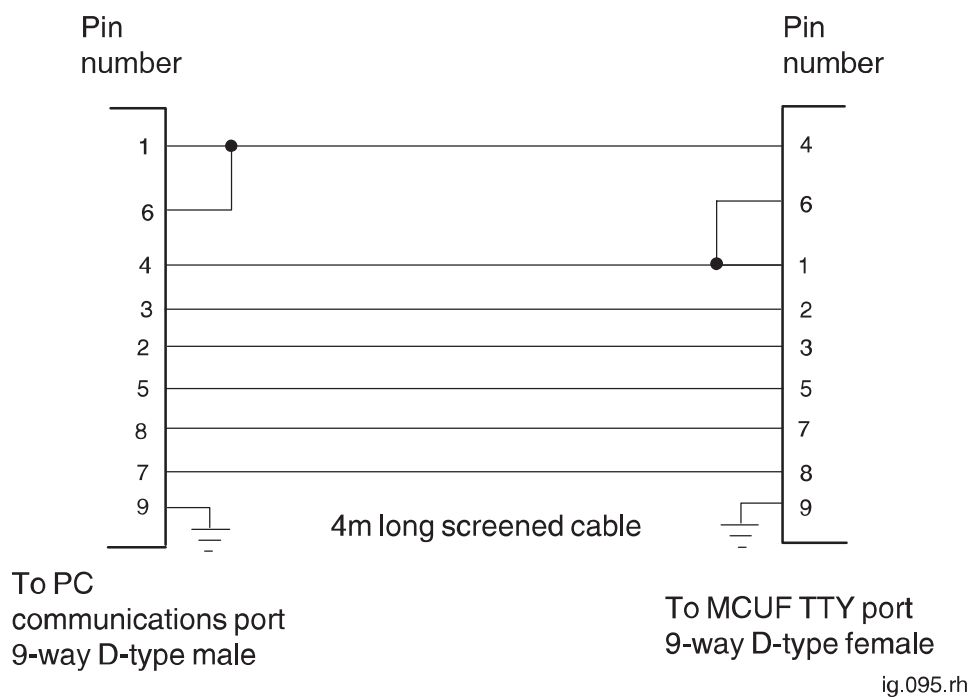 Pin
number
Pin
number
1
4
6
6
4
1
3
2
2
3
5
5
8
7
7
8
9
9
4m long screened cable
To PC
communications port
9-way D-type male
To MCUF TTY port
9-way D-type female
ig.095.rh